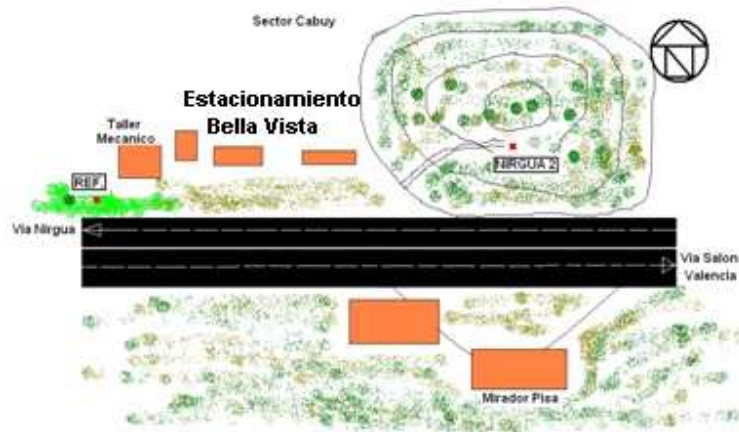 Sector Cabuy
Estacionamiento
Bella Vista
Taller
Mecanico
NIRGUA 2
REF.
Via Nirgua
Via Salon
Valencia
Mirador Pisa
N